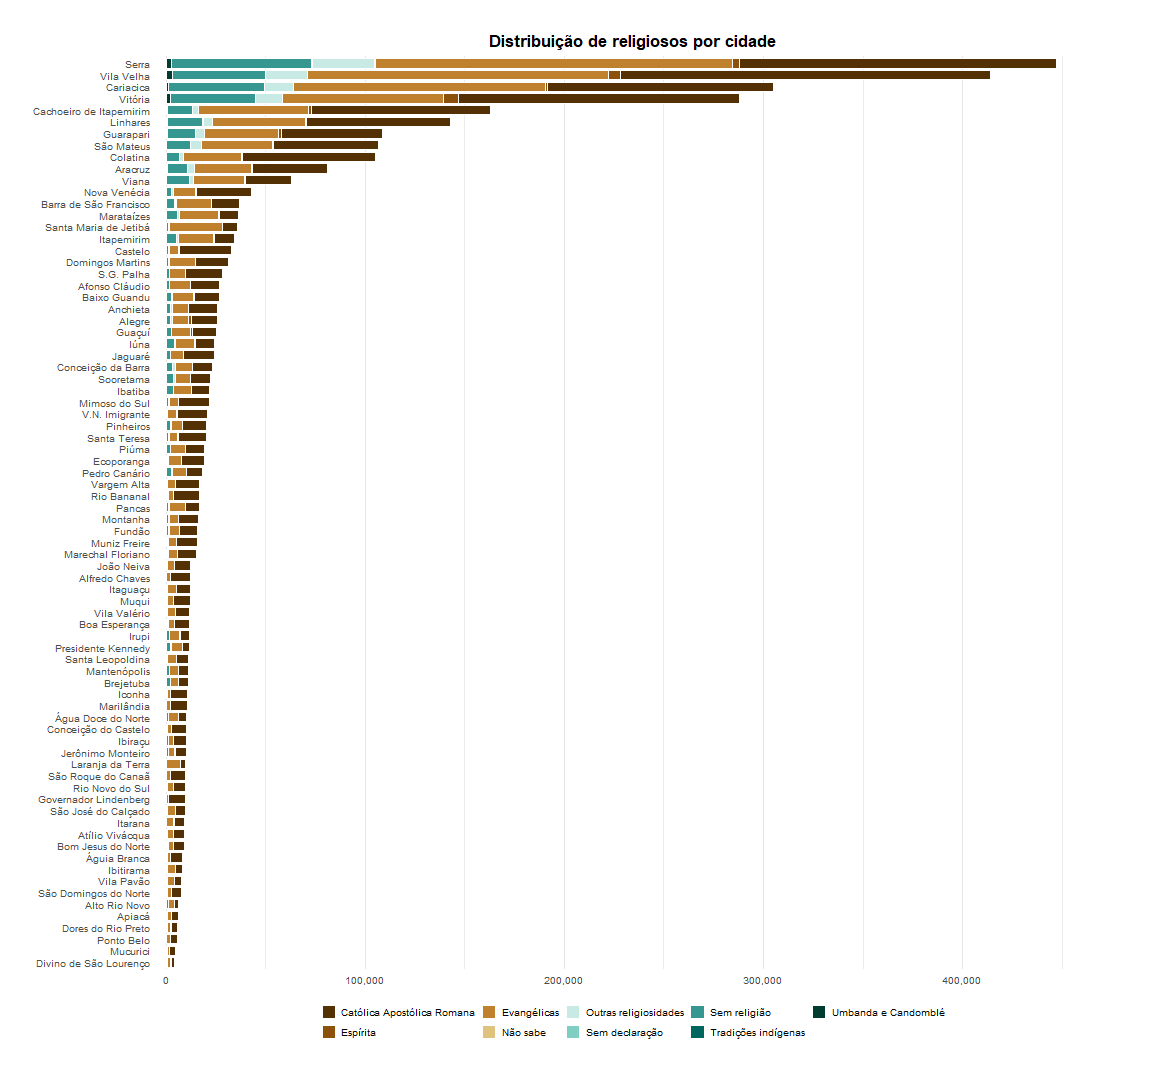 Distribuição de religiosos por cidade
Serra
Vila Velha
Cariacica
Vitória
Cachoeiro de Itapemirim
Linhares
Guarapari
São Mateus
Colatina
Aracruz
Viana
Nova Venécia
Barra de São Francisco
Marataízes
Santa Maria de Jetibá
Itapemirim
Castelo
Domingos Martins
S.G. Palha
Afonso Cláudio
Baixo Guandu
Anchieta
Alegre
Guaçuí
Iúna
Jaguaré
Conceição da Barra
Sooretama
Ibatiba
Mimoso do Sul
V.N. Imigrante
Pinheiros
Santa Teresa
Piúma
Ecoporanga
Pedro Canário
Vargem Alta
Rio Bananal
Pancas
Montanha
Fundão
Muniz Freire
Marechal Floriano
João Neiva
Alfredo Chaves
Itaguaçu
Muqui
Vila Valério
Boa Esperança
Irupi
Presidente Kennedy
Santa Leopoldina
Mantenópolis
Brejetuba
Iconha
Marilândia
Água Doce do Norte
Conceição do Castelo
Ibiraçu
Jerônimo Monteiro
Laranja da Terra
São Roque do Canaã
Rio Novo do Sul
Governador Lindenberg
São José do Calçado
Itarana
Atílio Vivácqua
Bom Jesus do Norte
Águia Branca
Ibitirama
Vila Pavão
São Domingos do Norte
Alto Rio Novo
Apiacá
Dores do Rio Preto
Ponto Belo
Mucurici
Divino de São Lourenço
0 100,000 200,000 300,000 400,000
Católica Apostólica Romana Evangélicas Outras religiosidades Sem religião Umbanda e Candomblé
Espírita Não sabe Sem declaração Tradições indígenas